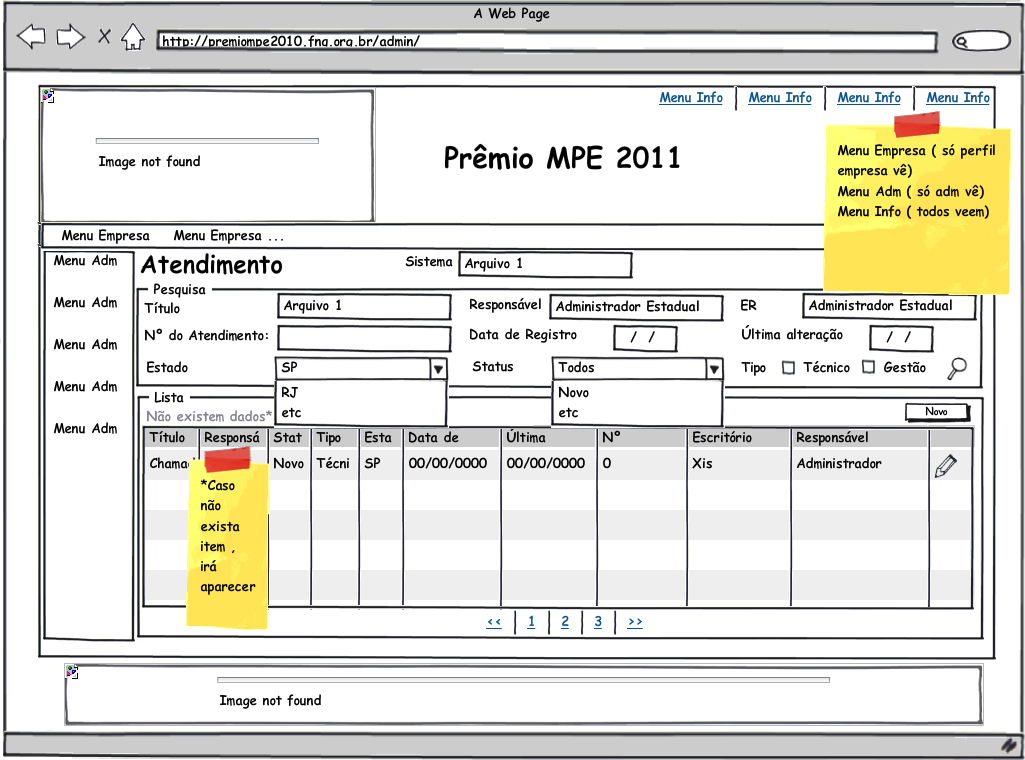 A Web Page
http://premiompe2010.fnq.org.br/admin/
Menu Info Menu Info Menu Info Menu Info
Image not found
Prêmio MPE 2011
Menu Empresa ( só perfil
empresa vê)
Menu Adm ( só adm vê)
Menu Info ( todos veem)
Menu Empresa Menu Empresa ...
Menu Adm
Menu Adm
Menu Adm
Menu Adm
Menu Adm
Atendimento Sistema Arquivo 1
Pesquisa
Título Arquivo 1 Responsável Administrador Estadual ER Administrador Estadual
Nº do Atendimento: Data de Registro / / Última alteração / /
Estado SP Status Todos Tipo Técnico Gestão
RJ Novo
etc etc
Lista
Não existem dados* Novo
Título Responsá Stat Tipo Esta Data de Última Nº Escritório Responsável
Chamad Novo Técni SP 00/00/0000 00/00/0000 0 Xis Administrador
*Caso
não
exista
item ,
irá
aparecer
<< 1 2 3 >>
Image not found